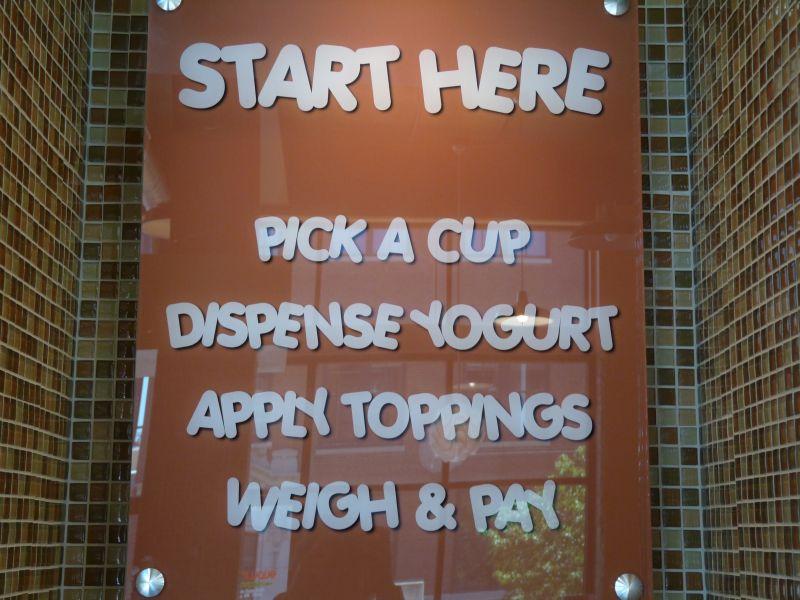 START HERE
PICK A CUP
DISPENSE YOGURT
APPLY TOPPINGS
WEIGH & PAY